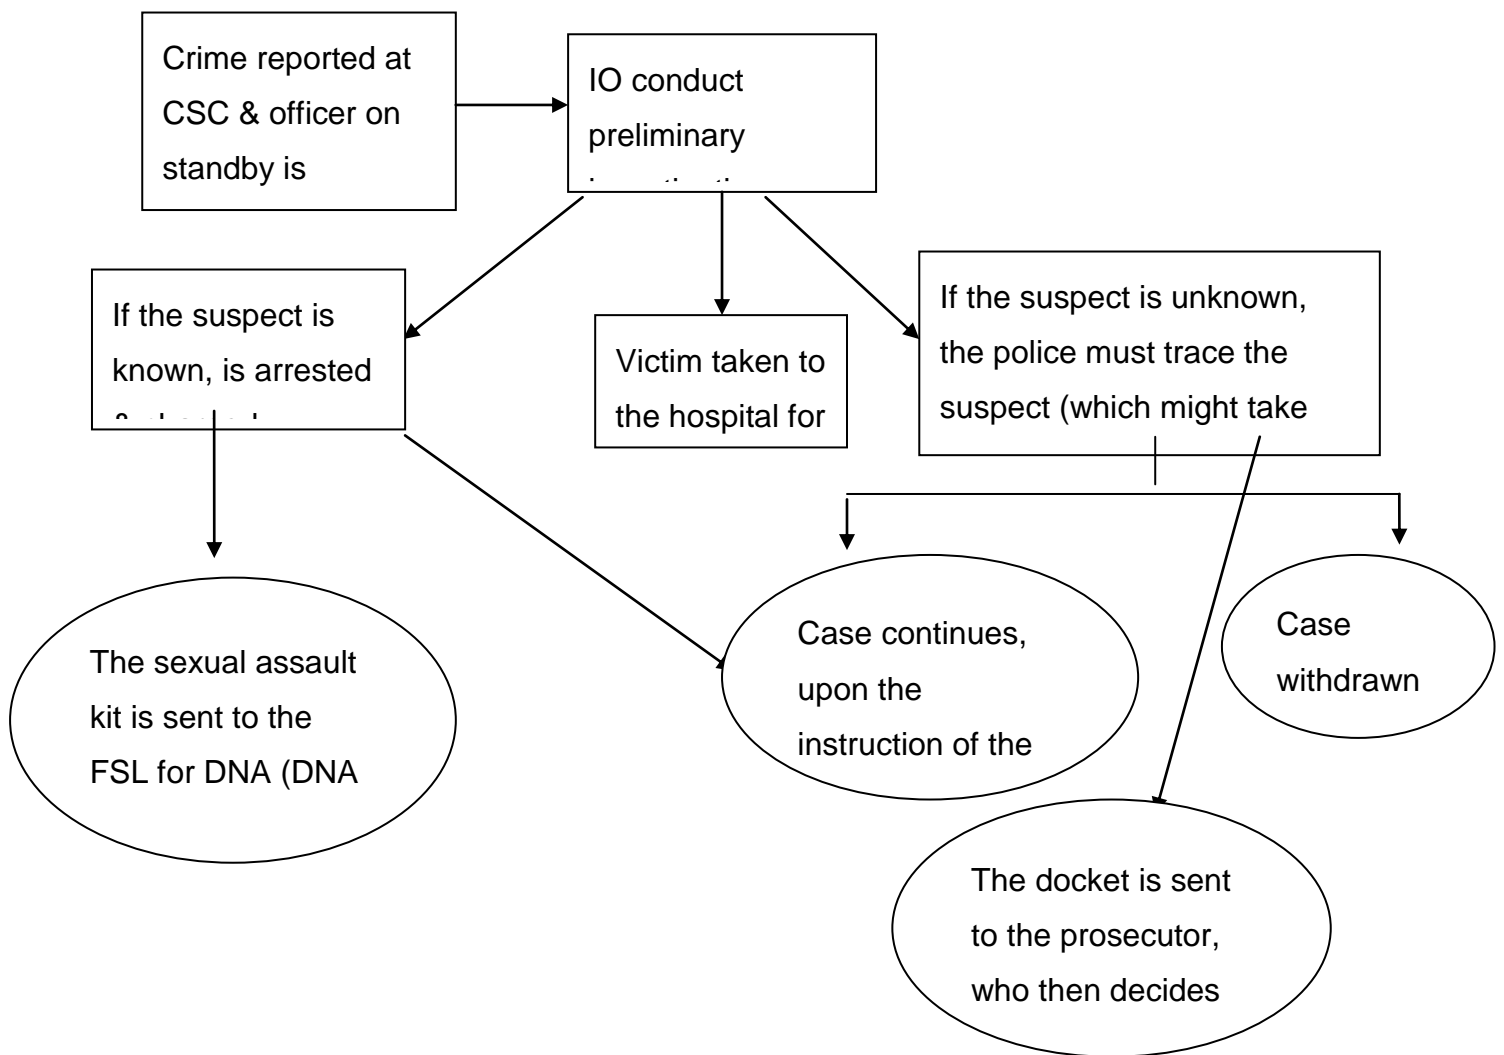 Crime reported at
CSC & officer on
standby is
IO conduct
preliminary
If the suspect is
known, is arrested
Victim taken to
the hospital for
If the suspect is unknown,
the police must trace the
suspect (which might take
The sexual assault
kit is sent to the
FSL for DNA (DNA
Case continues,
upon the
instruction of the
Case
withdrawn
The docket is sent
to the prosecutor,
who then decides